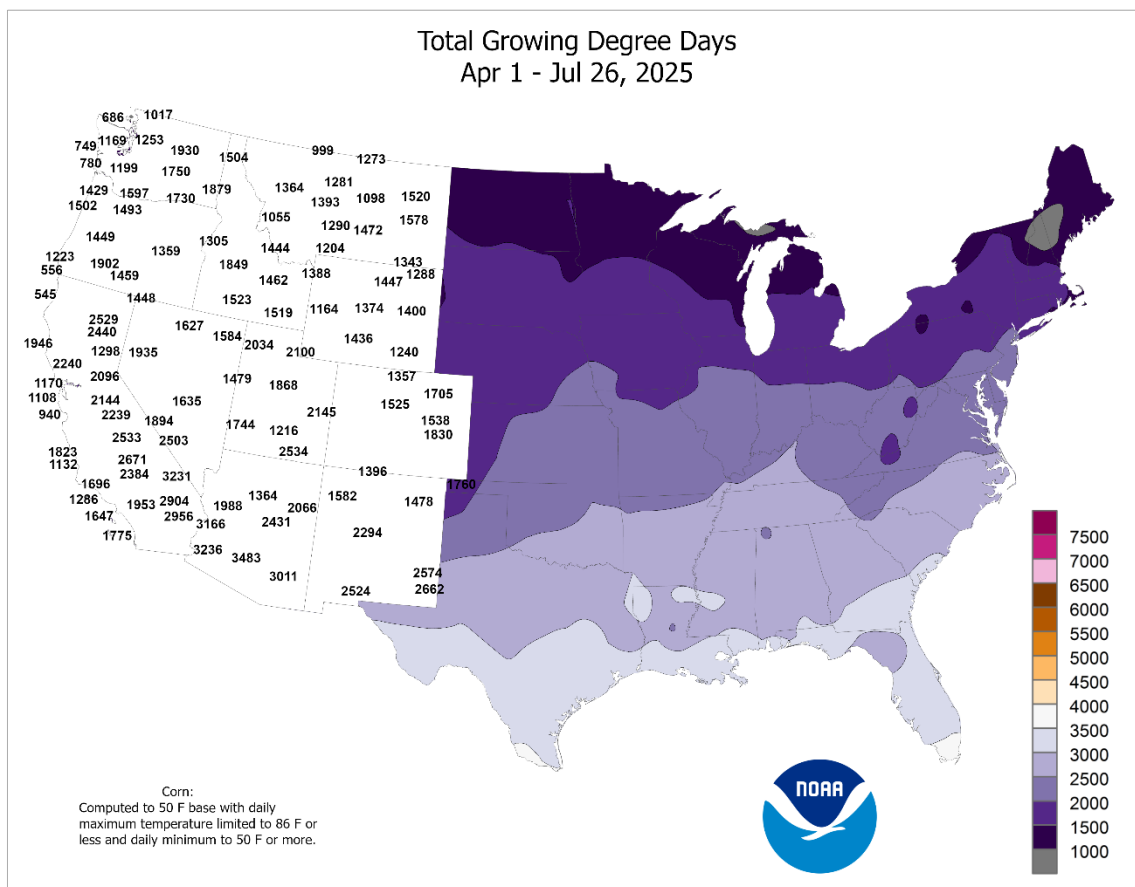 Total Growing Degree Days
Apr 1 - Jul 26, 2025
686 1017
749 1169 1253
1930 999
780 1199 1750 1504 1273
1429 1597 1730 1879 1364 1281 1098 1520
1502 1493 1393
1055 1290 1472 1578
1449 1359 1305 1444 1204
1223 1902 1849 1343
556 1459 1462 1388 1447 1288
545 1448 1523 1519 1164 1374 1400
2529 1627
2440 1584 1436
1946 1298 1935 2034 2100 1240
2240
1170 2096 1479 1868 1357
1108 2144 1635 1525 1705
940 2239 1894 2145 1538
2533 2503 1744 1216 1830
1823 2534
1132 2671 1396
2384 3231
1696 1760
1286 1953 2904 1988 1364 2066 1582 1478
1647 2956 3166 2431
1775 2294
3236 3483
3011 2574
2524 2662
7500
7000
6500
6000
5500
5000
4500
4000
3500
3000
2500
2000
1500
1000
NOAA
Corn:
Computed to 50 F base with daily
maximum temperature limited to 86 F or
less and daily minimum to 50 F or more.